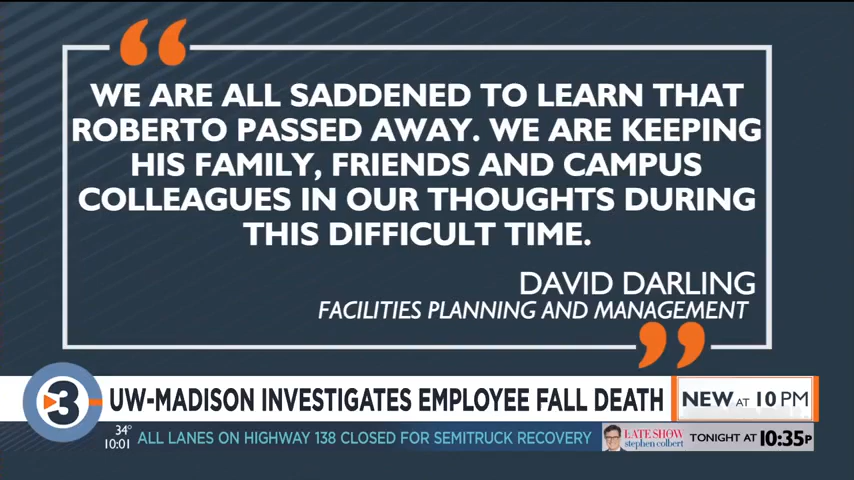 WE ARE ALL SADDENED TO LEARN THAT
ROBERTO PASSED AWAY. WE ARE KEEPING
HIS FAMILY, FRIENDS AND CAMPUS
COLLEAGUES IN OUR THOUGHTS DURING
THIS DIFFICULT TIME.
DAVID DARLING
FACILITIES PLANNING AND MANAGEMENT
3
UW-MADISON INVESTIGATES EMPLOYEE FALL DEATH
NEW AT 10 PM
34°
10:01
ALL LANES ON HIGHWAY 138 CLOSED FOR SEMITRUCK RECOVERY
LATE SHOW
stephen colbert
TONIGHT AT 10:35P